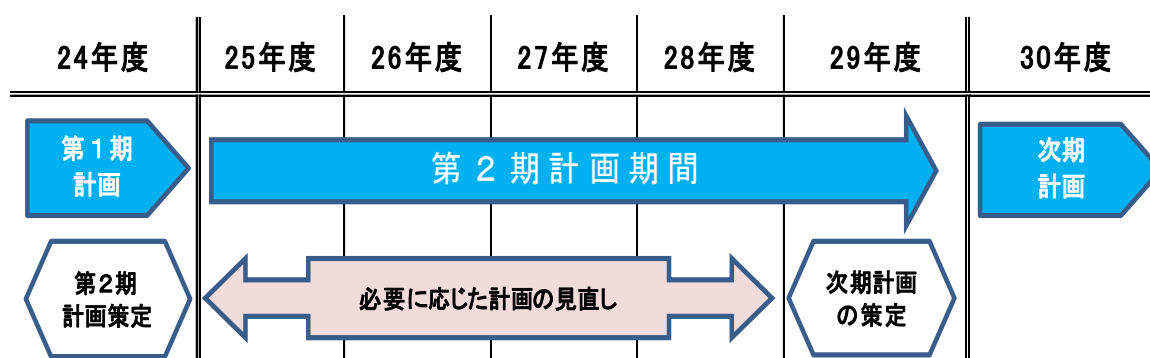 24年度 25年度 26年度 27年度 28年度 29年度 30年度
第１期
計画
第２期計画期間
次期
計画
第２期
計画策定
必要に応じた計画の見直し
次期計画
の策定